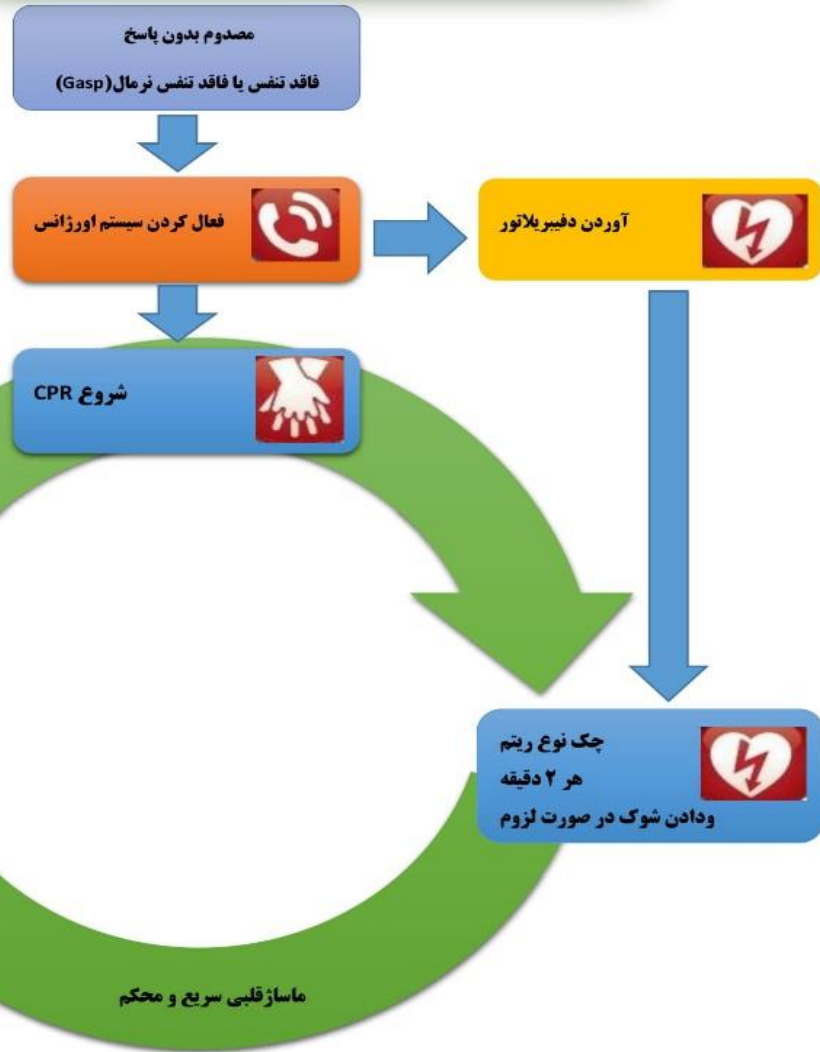 مصدوم بدون پاسخ
فاقد تنفس یا فاقد تنفس نرمال(Gasp)
فعال کردن سیستم اورژانس
آوردن دفیبریلاتور
شروع CPR
چک نوع ریتم
هر ۲ دقیقه
ودادن شوک در صورت لزوم
ماساژقلبی سریع و محکم